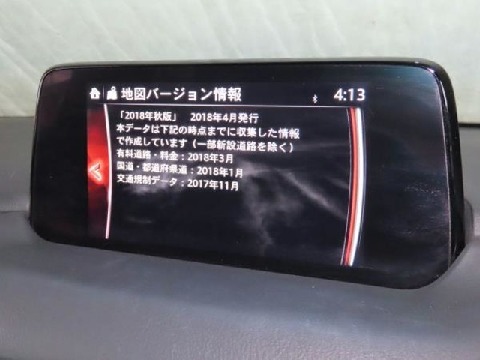 地図バージョン情報
4:13
「2018年秋版」 2018年4月発行
本データは下記の時点までに収集した情報
で作成しています（一部新設道路を除く）
有料道路・料金：2018年3月
国道・都道府県道：2018年1月
交通規制データ：2017年11月